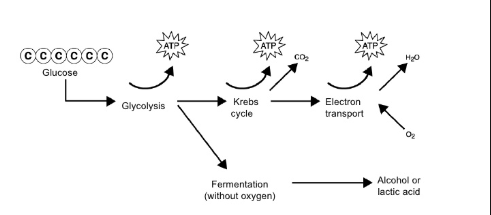 ATP ATP ATP
C C C C C C
CO2 H2O
Glucose
Glycolysis Krebs cycle Electron transport
O2
Fermentation Alcohol or
(without oxygen) lactic acid